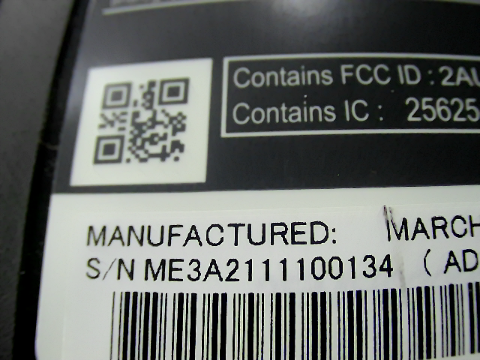 Contains FCC ID : 2AU
Contains IC : 25625
MANUFACTURED: MARCH
S/N ME3A2111100134 ( AD